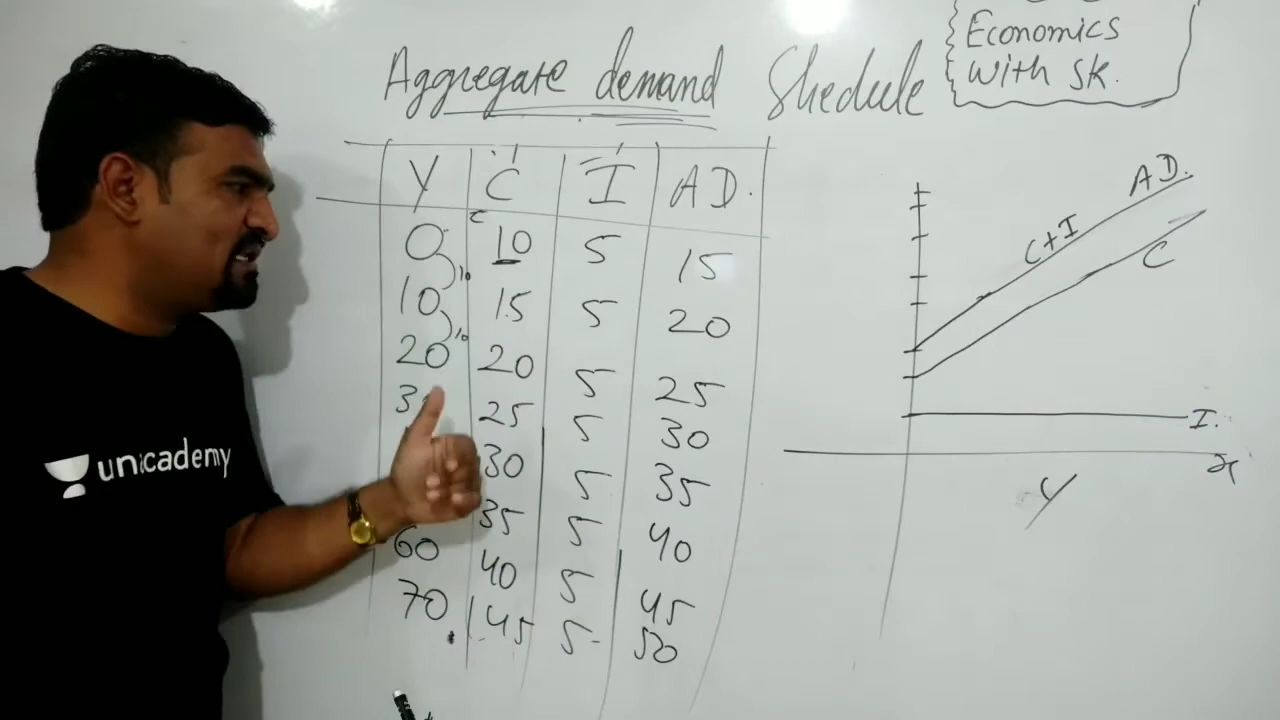 Aggregate demand Shedule
Economics
with SK.
Y C I AD.
0 10 5 15
10 15 5 20
20 20 5 25
25 5 30
30 5 35
35 5 40
60 40 5 45
70 45 5 50
10
10
AD.
C+I
C
I.
Y
unacademy